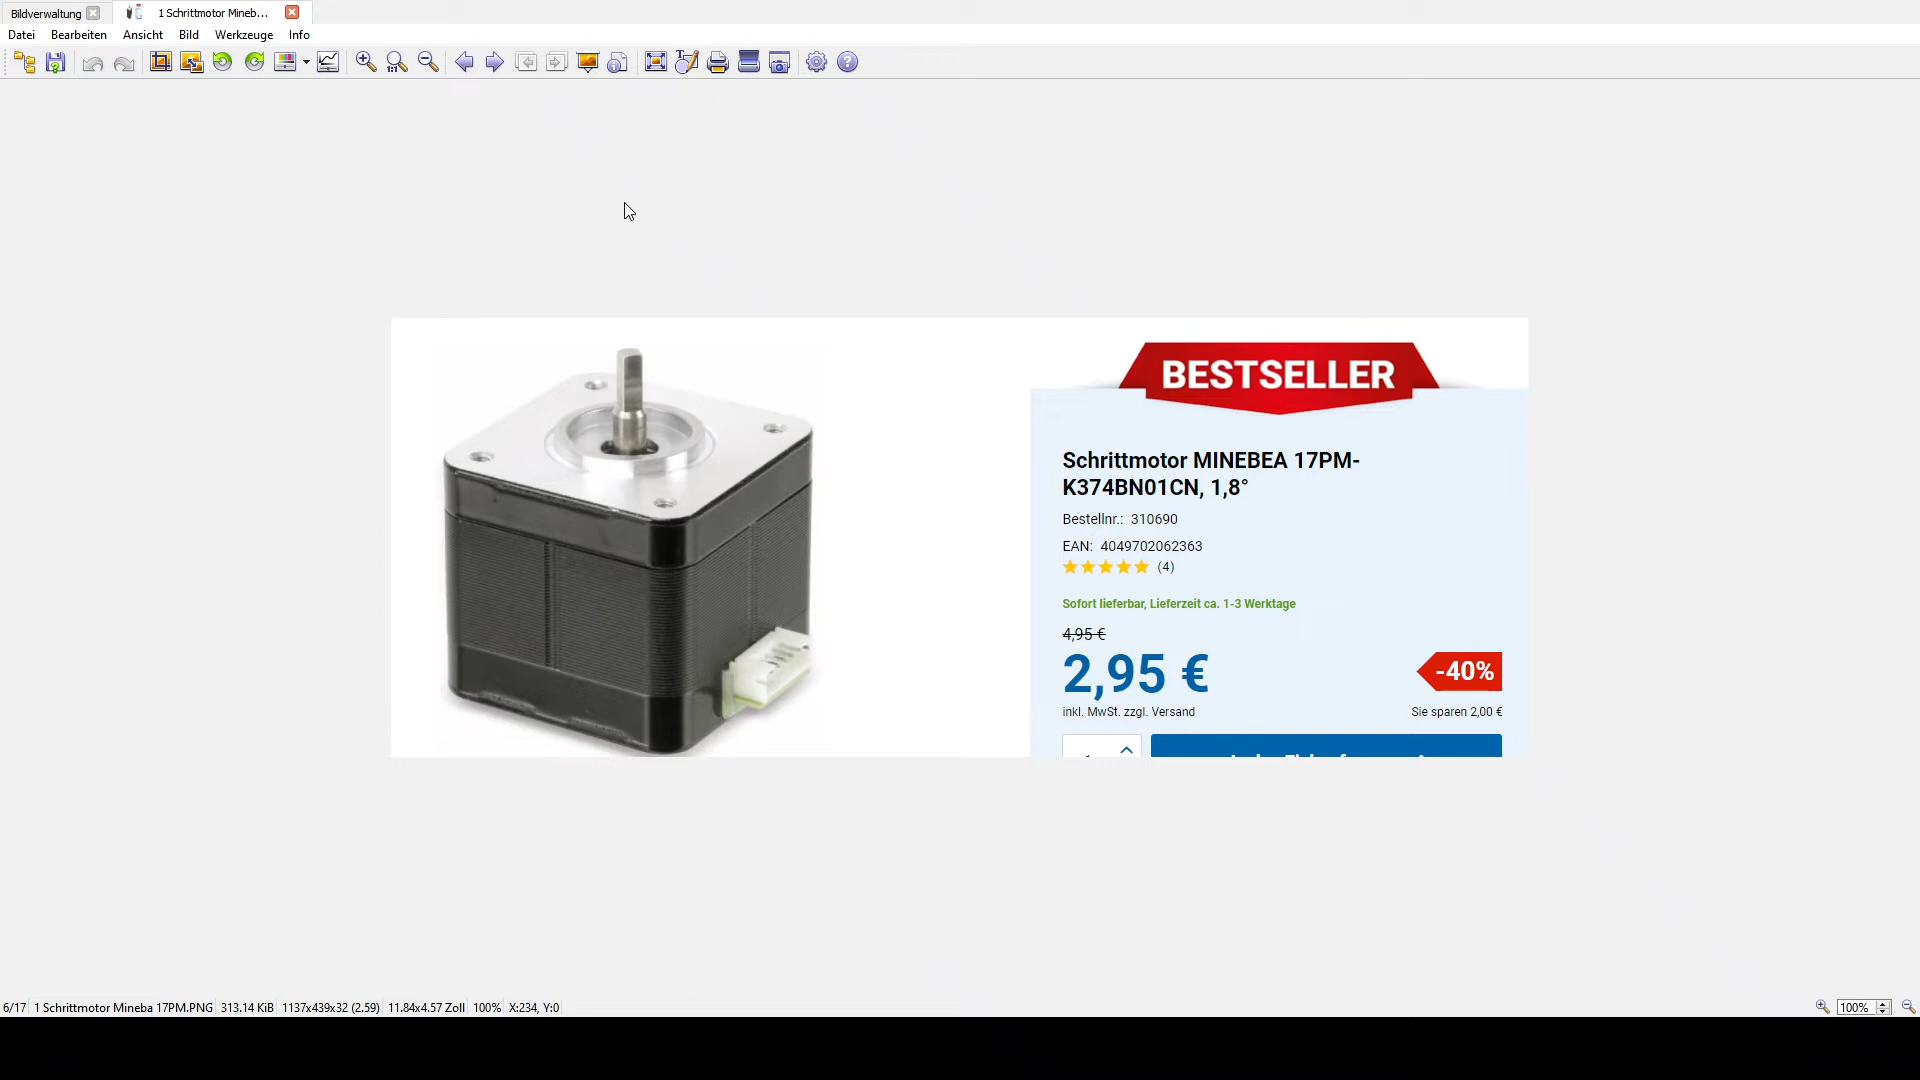 Bildverwaltung
1 Schrittmotor Mineb...
Datei Bearbeiten Ansicht Bild Werkzeuge Info
BESTSELLER
Schrittmotor MINEBEA 17PM-
K374BN01CN, 1,8°
Bestellnr.: 310690
EAN: 4049702062363
(4)
Sofort lieferbar, Lieferzeit ca. 1-3 Werktage
4,95 €
2,95 €
-40%
inkl. MwSt. zzgl. Versand
Sie sparen 2,00 €
6/17 1 Schrittmotor Mineba 17PM.PNG 313.14 KiB 1137x439x32 (2.59) 11.84x4.57 Zoll 100% X:234, Y:0
100%